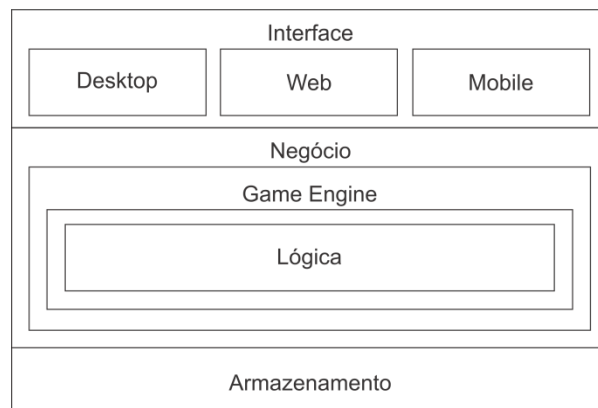 Interface
Desktop Web Mobile
Negócio
Game Engine
Lógica
Armazenamento